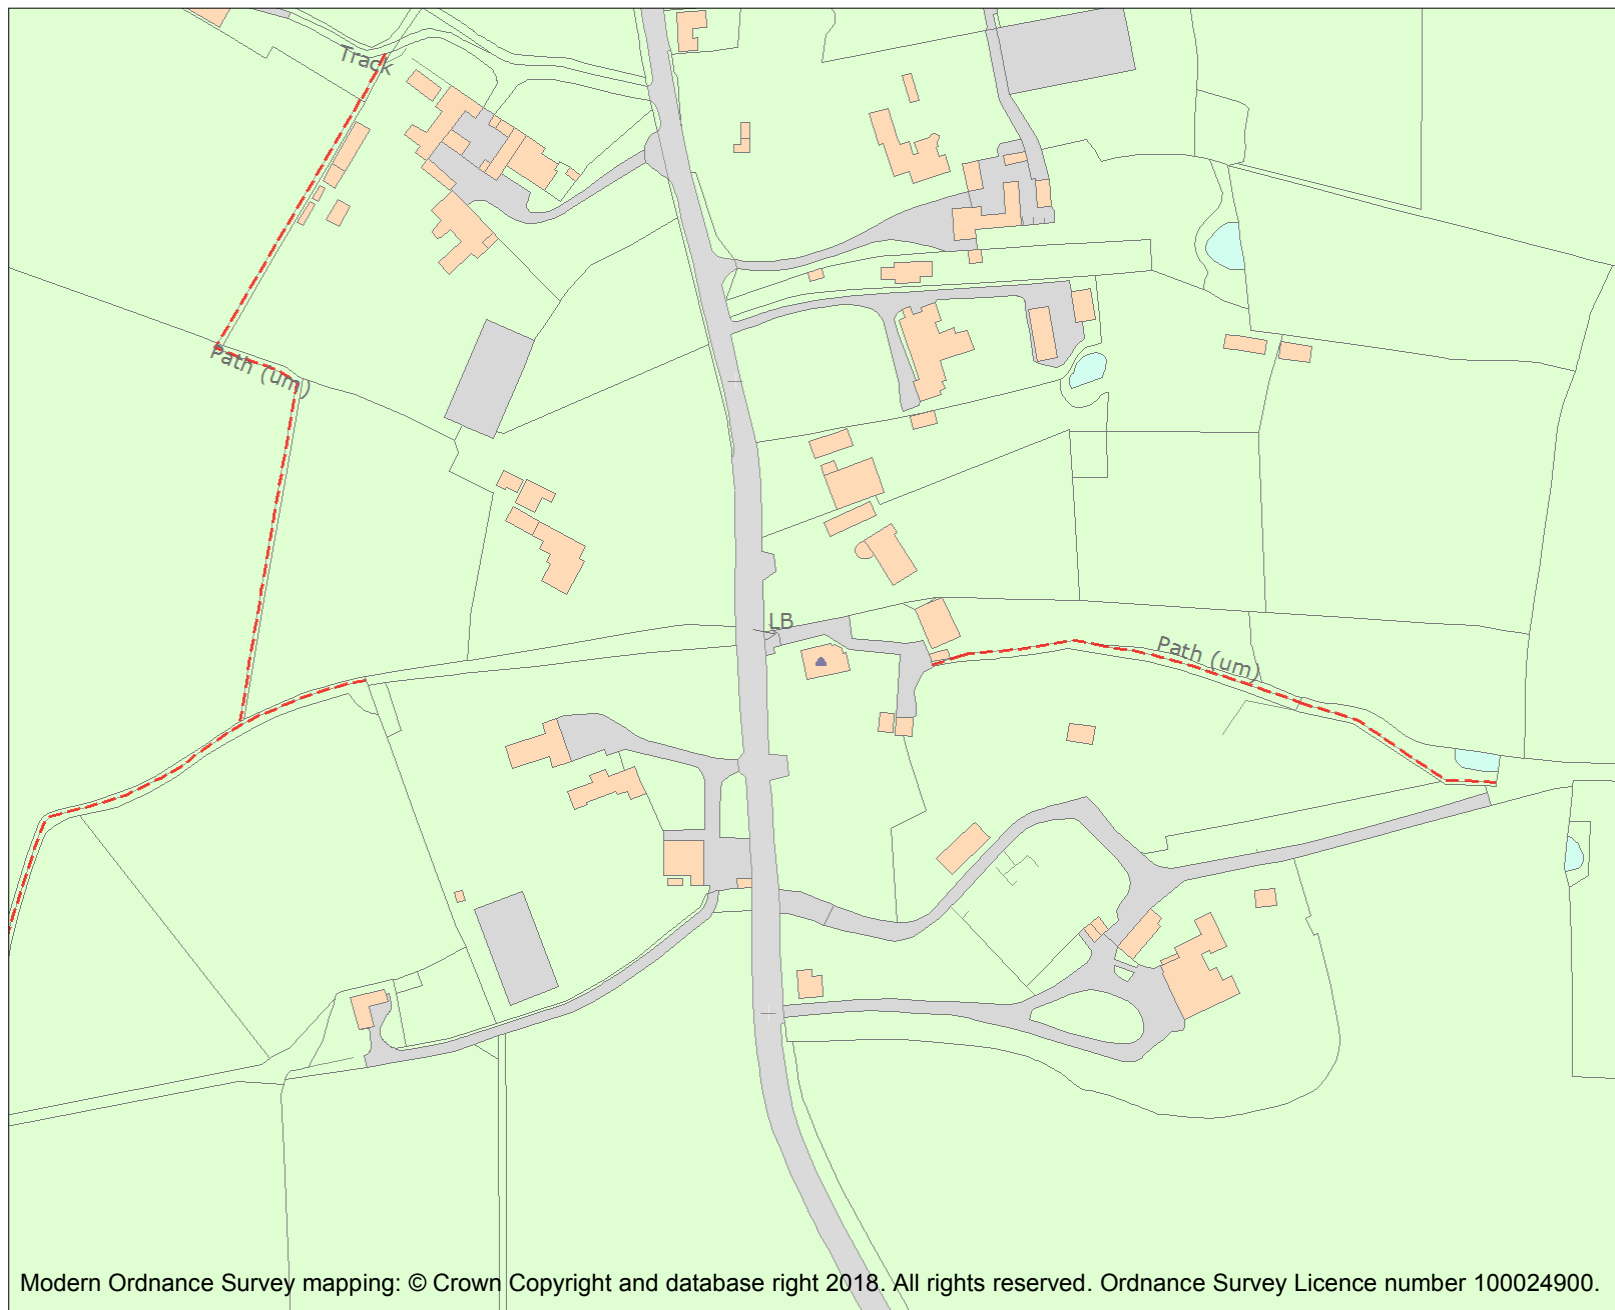 Track
Path (um)
LB
Path (um)
Modern Ordnance Survey mapping: © Crown Copyright and database right 2018. All rights reserved. Ordnance Survey Licence number 100024900.